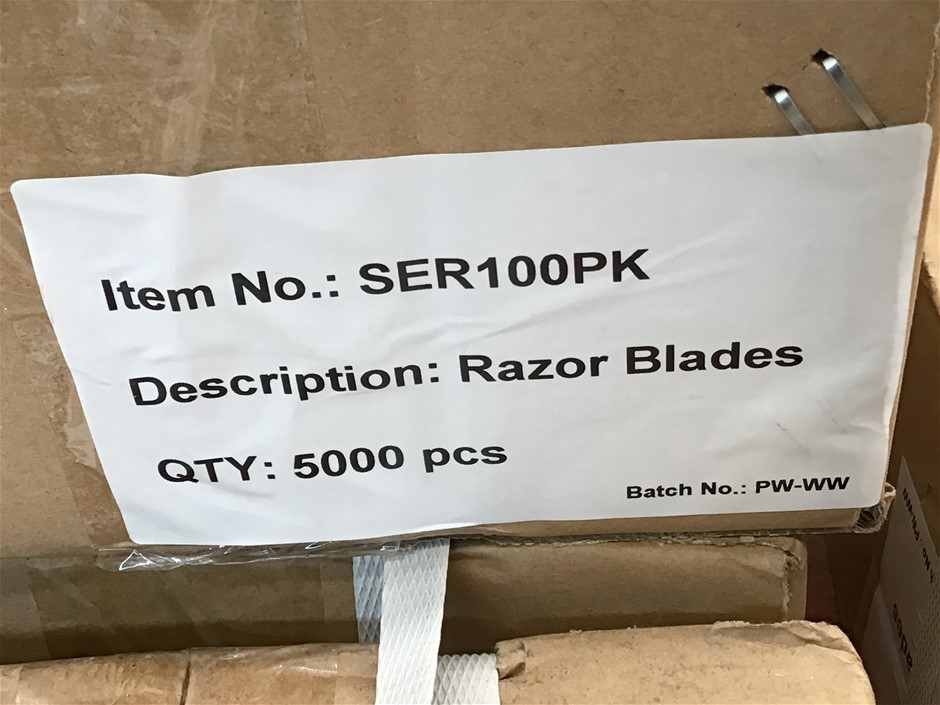 Item No.: SER100PK
Description: Razor Blades
QTY: 5000 pcs
Batch No.: PW-WW